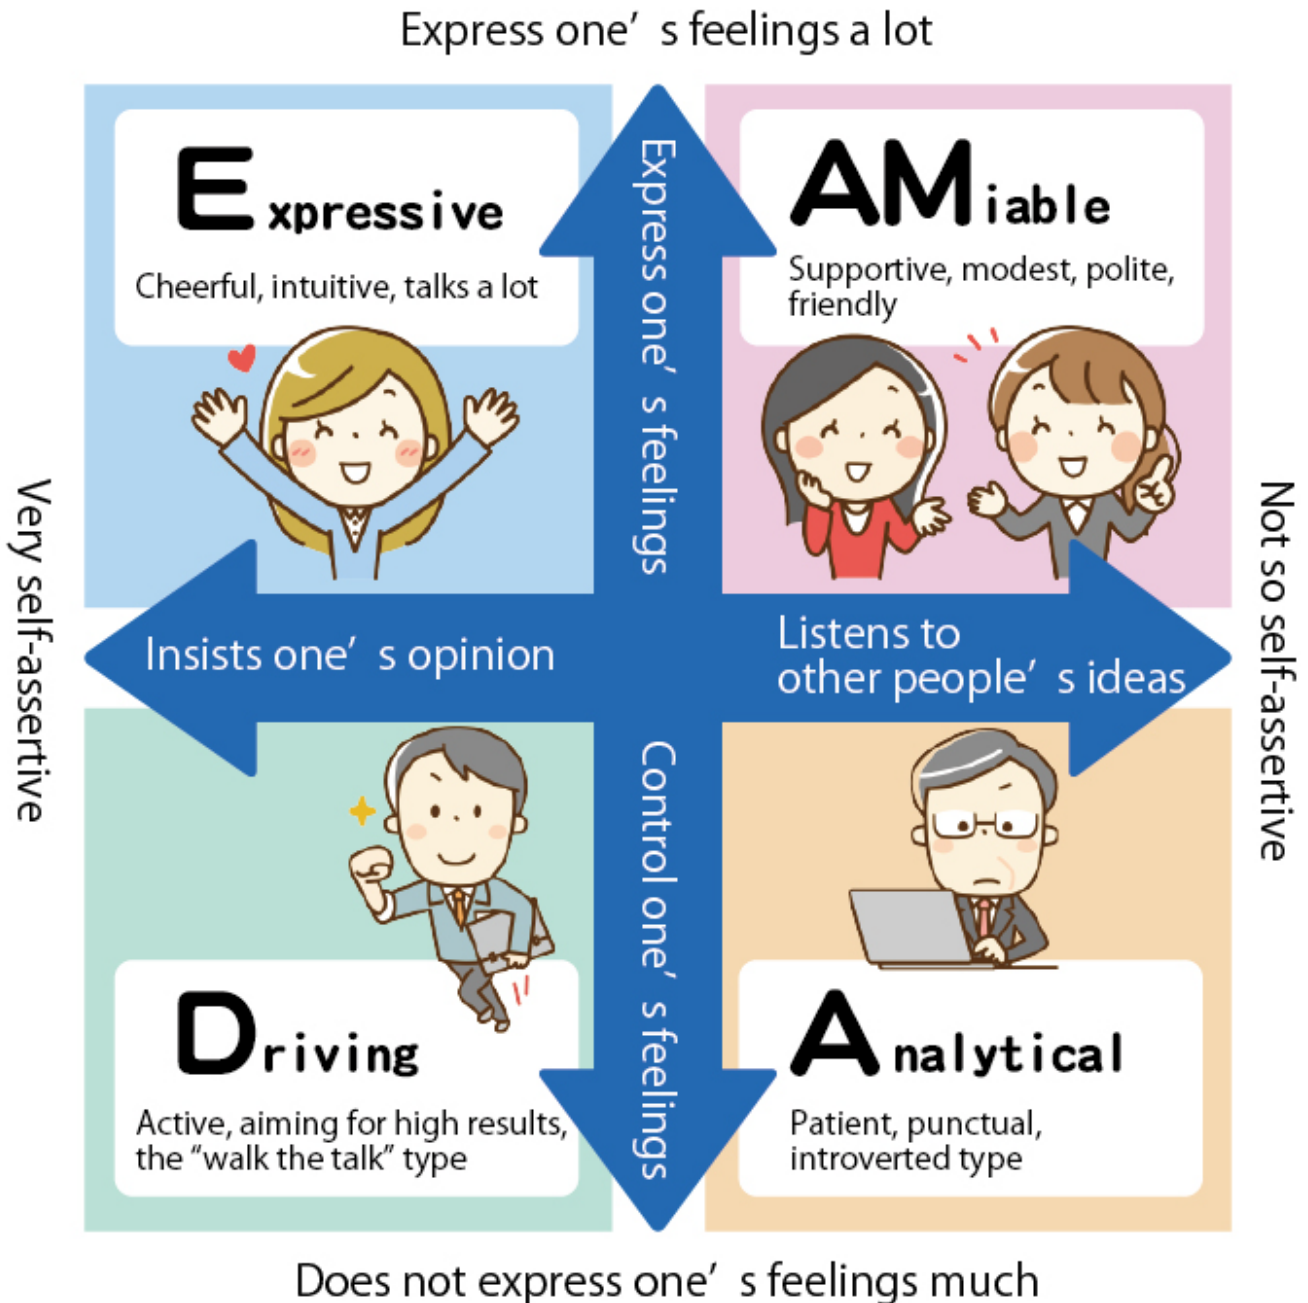 Express one’s feelings a lot
Expressive
Cheerful, intuitive, talks a lot
Express one’s feelings
AMiable
Supportive, modest, polite,
friendly
Very self-assertive
Insists one’s opinion
Listens to
other people’s ideas
Not so self-assertive
Driving
Active, aiming for high results,
the “walk the talk” type
Control one’s feelings
Analytical
Patient, punctual,
introverted type
Does not express one’s feelings much